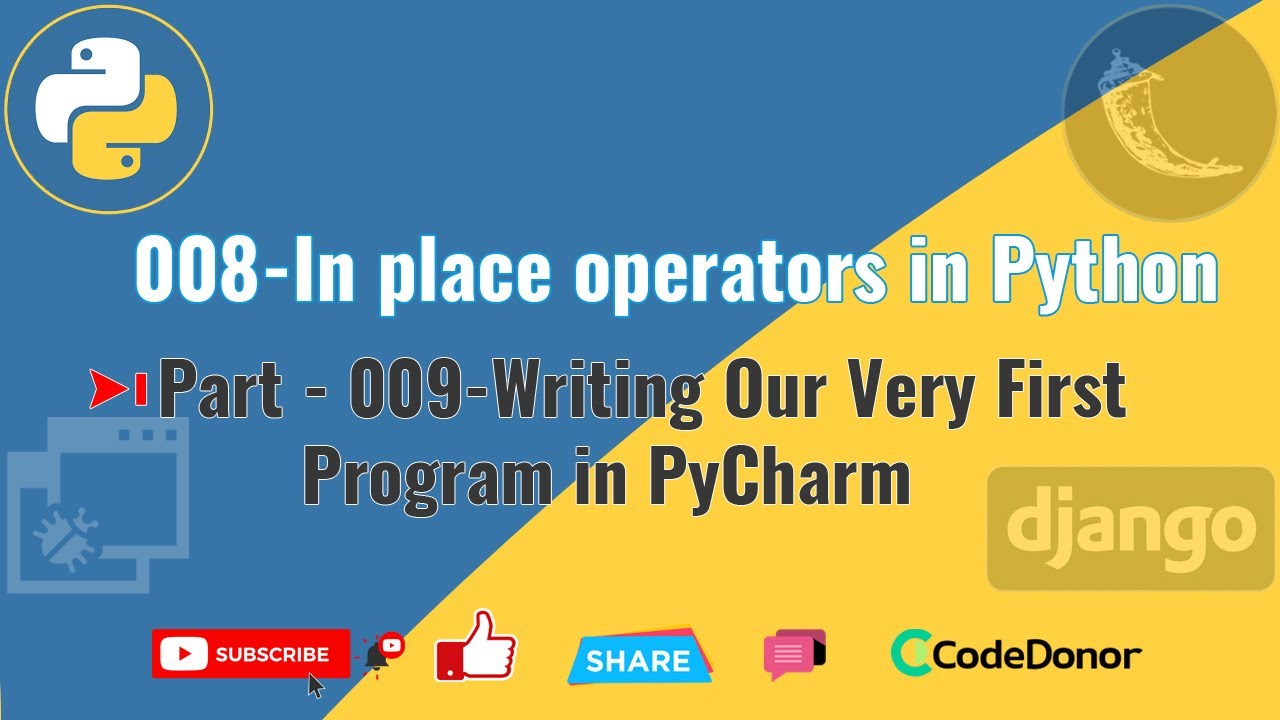 008-In place operators in Python
Part - 009-Writing Our Very First
Program in PyCharm
django
SUBSCRIBE
SHARE
CodeDonor